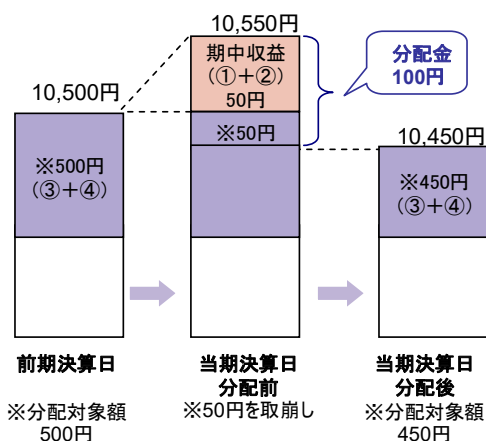 10,550円
期中収益
(①+②)
50円
分配金
100円
10,500円
※50円
10,450円
※500円
(③+④)
※450円
(③+④)
前期決算日
当期決算日
分配前
当期決算日
分配後
※分配対象額
500円
※50円を取崩し
※分配対象額
450円